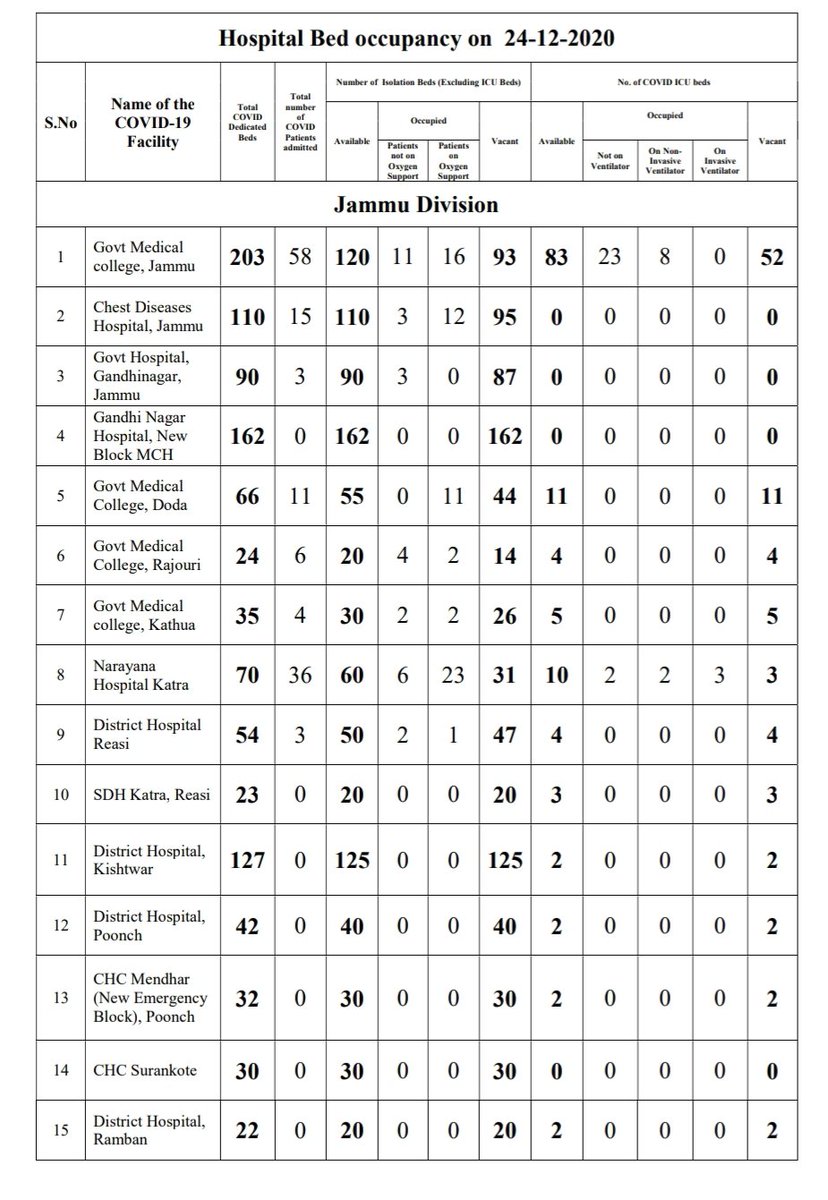 Hospital Bed occupancy on 24-12-2020
S.No
Name of the
COVID-19
Facility
Total
COVID
Dedicated
Beds
Total
number
of
COVID
Patients
admitted
Number of Isolation Beds (Excluding ICU Beds)
No. of COVID ICU beds
Available
Occupied
Vacant
Available
Occupied
Vacant
Patients
not on
Oxygen
Support
Patients
on
Oxygen
Support
Not on
Ventilator
On Non-
Invasive
Ventilator
On
Invasive
Ventilator
Jammu Division
1 Govt Medical
college, Jammu 203 58 120 11 16 93 83 23 8 0 52
2 Chest Diseases
Hospital, Jammu 110 15 110 3 12 95 0 0 0 0 0
3 Govt Hospital,
Gandhinagar,
Jammu 90 3 90 3 0 87 0 0 0 0 0
4 Gandhi Nagar
Hospital, New
Block MCH 162 0 162 0 0 162 0 0 0 0 0
5 Govt Medical
College, Doda 66 11 55 0 11 44 11 0 0 0 11
6 Govt Medical
College, Rajouri 24 6 20 4 2 14 4 0 0 0 4
7 Govt Medical
college, Kathua 35 4 30 2 2 26 5 0 0 0 5
8 Narayana
Hospital Katra 70 36 60 6 23 31 10 2 2 3 3
9 District Hospital
Reasi 54 3 50 2 1 47 4 0 0 0 4
10 SDH Katra, Reasi 23 0 20 0 0 20 3 0 0 0 3
11 District Hospital,
Kishtwar 127 0 125 0 0 125 2 0 0 0 2
12 District Hospital,
Poonch 42 0 40 0 0 40 2 0 0 0 2
13 CHC Mendhar
(New Emergency
Block), Poonch 32 0 30 0 0 30 2 0 0 0 2
14 CHC Surankote 30 0 30 0 0 30 0 0 0 0 0
15 District Hospital,
Ramban 22 0 20 0 0 20 2 0 0 0 2